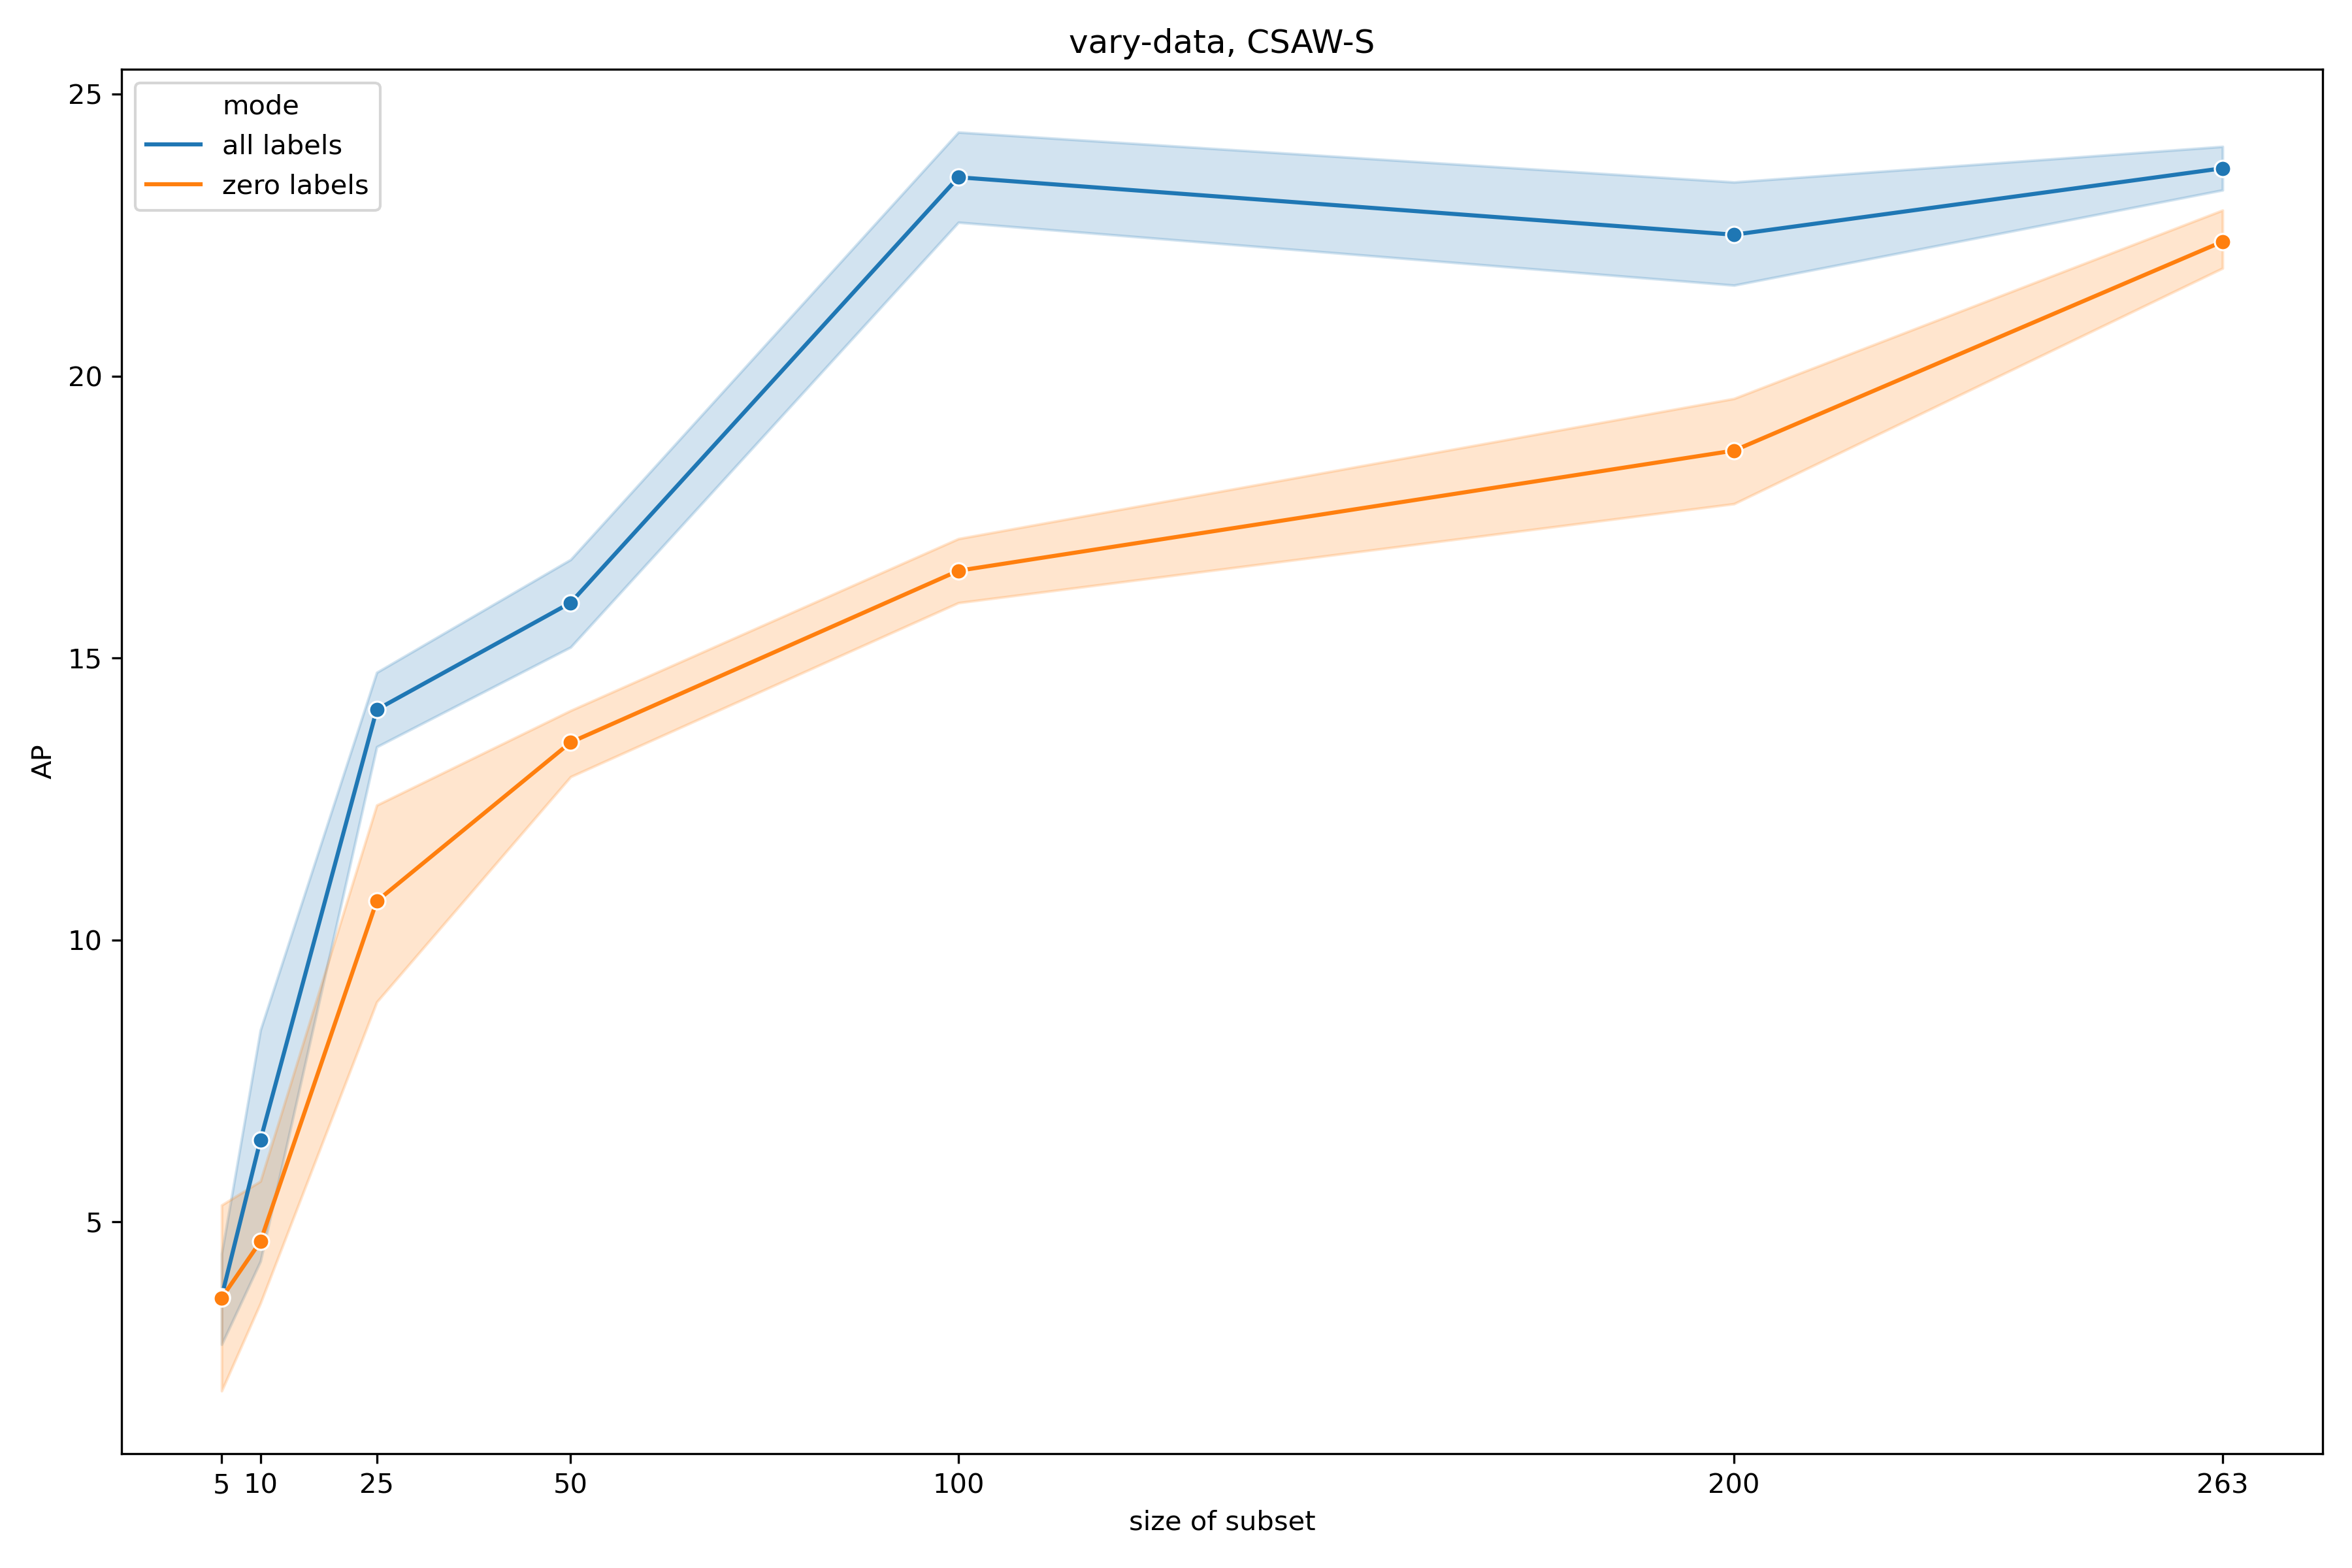 vary-data, CSAW-S
mode
all labels
zero labels
25
20
15
10
5
AP
5 10 25 50 100 200 263
size of subset